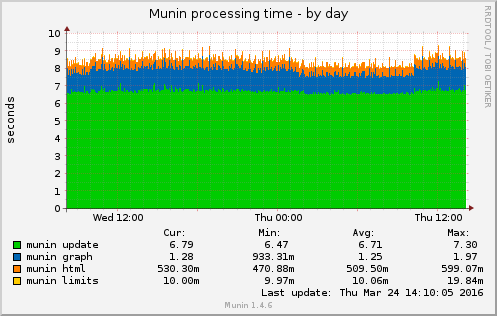 Munin processing time - by day
RRDTOOL / TOBI OETIKER
seconds
10
9
8
7
6
5
4
3
2
1
0
Wed 12:00 Thu 00:00 Thu 12:00
Cur: Min: Avg: Max:
munin update 6.79 6.47 6.71 7.30
munin graph 1.28 933.31m 1.25 1.97
munin html 530.30m 470.88m 509.50m 599.07m
munin limits 10.00m 9.97m 10.06m 19.84m
Last update: Thu Mar 24 14:10:05 2016
Munin 1.4.6